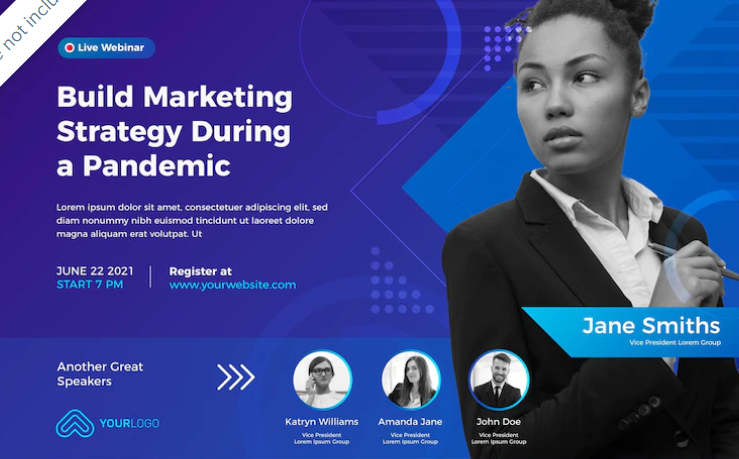 e not inclu
Live Webinar
Build Marketing
Strategy During
a Pandemic
Lorem ipsum dolor sit amet, consectetuer adipiscing elit, sed
diam nonummy nibh euismod tincidunt ut laoreet dolore
magna aliquam erat volutpat. Ut
JUNE 22 2021
START 7 PM
Register at
www.yourwebsite.com
Jane Smiths
Vice President Lorem Group
Another Great
Speakers
YOURLOGO
Katryn Williams
Vice President
Lorem Ipsum Group
Amanda Jane
Vice President
Lorem Ipsum Group
John Doe
Vice President
Lorem Ipsum Group